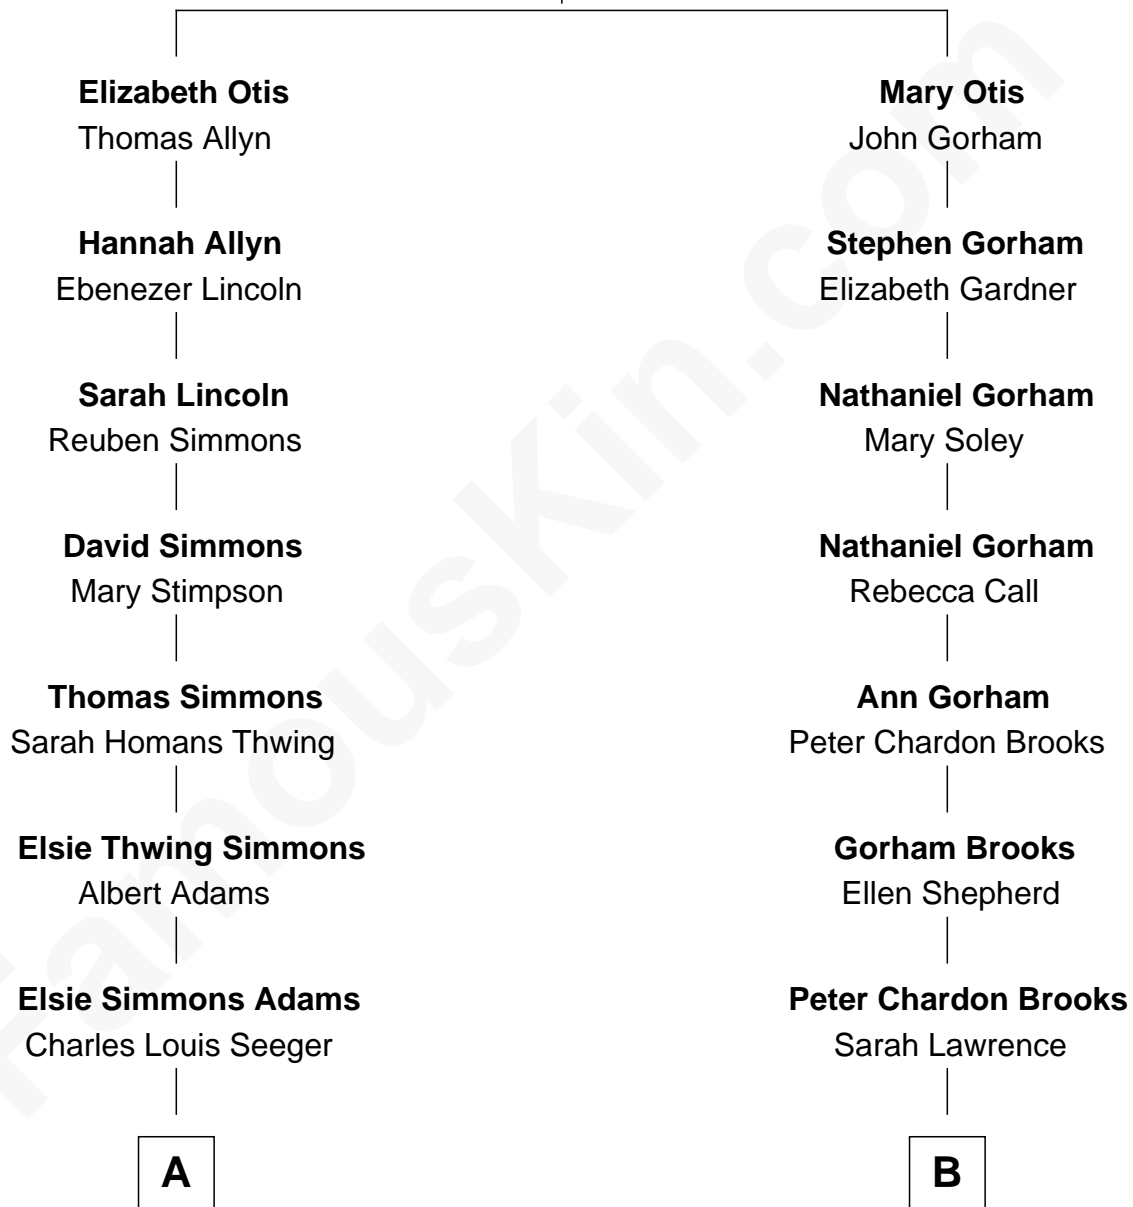 Elizabeth Otis
Thomas Allyn
Hannah Allyn
Ebenezer Lincoln
Sarah Lincoln
Reuben Simmons
David Simmons
Mary Stimpson
Thomas Simmons
Sarah Homans Thwing
Elsie Thwing Simmons
Albert Adams
Elsie Simmons Adams
Charles Louis Seeger
A
Mary Otis
John Gorham
Stephen Gorham
Elizabeth Gardner
Nathaniel Gorham
Mary Soley
Nathaniel Gorham
Rebecca Call
Ann Gorham
Peter Chardon Brooks
Gorham Brooks
Ellen Shepherd
Peter Chardon Brooks
Sarah Lawrence
B
FamousKin.com